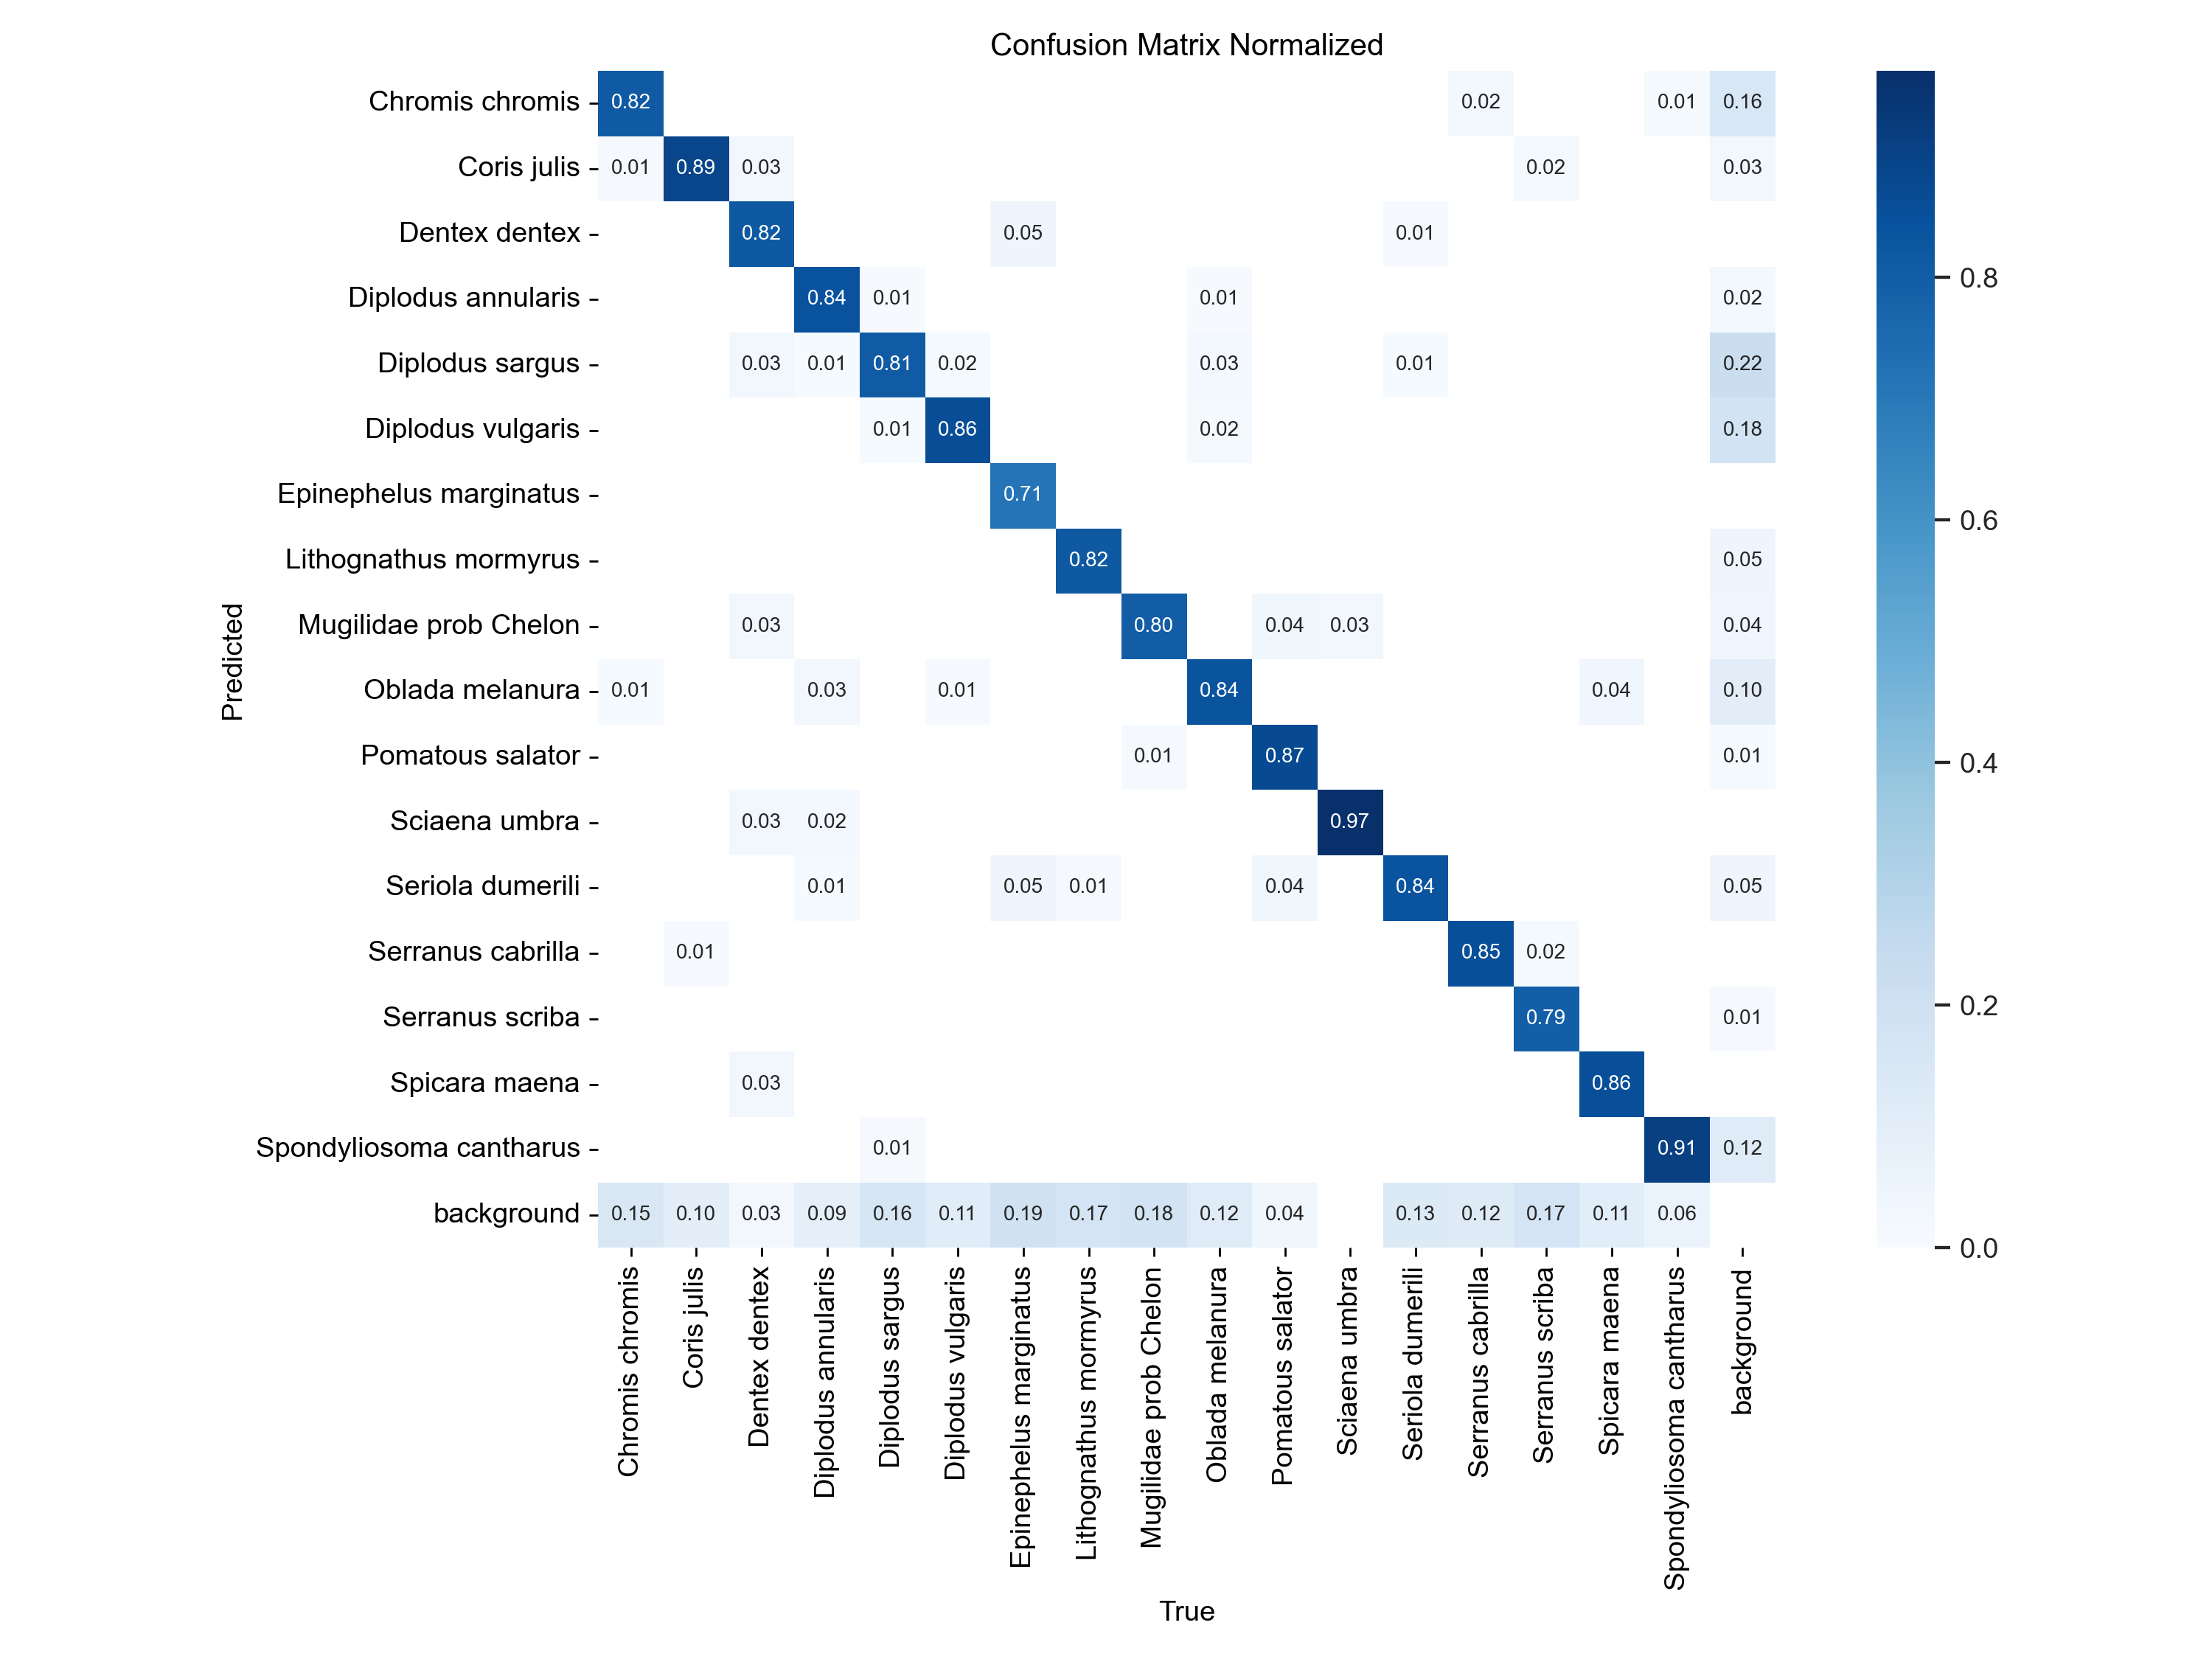 Confusion Matrix Normalized
Predicted
Chromis chromis 0.82 0.02 0.01 0.16
Coris julis 0.01 0.89 0.03 0.02 0.03
Dentex dentex 0.82 0.05 0.01
Diplodus annularis 0.84 0.01 0.01 0.02
Diplodus sargus 0.03 0.01 0.81 0.02 0.03 0.01 0.22
Diplodus vulgaris 0.01 0.86 0.02 0.18
Epinephelus marginatus 0.71
Lithognathus mormyrus 0.82 0.05
Mugilidae prob Chelon 0.03 0.80 0.04 0.03 0.04
Oblada melanura 0.01 0.03 0.01 0.84 0.04 0.10
Pomatous salator 0.01 0.87 0.01
Sciaena umbra 0.03 0.02 0.97
Seriola dumerili 0.01 0.05 0.01 0.04 0.84 0.05
Serranus cabrilla 0.01 0.85 0.02
Serranus scriba 0.79 0.01
Spicara maena 0.03 0.86
Spondyliosoma cantharus 0.01 0.91 0.12
background 0.15 0.10 0.03 0.09 0.16 0.11 0.19 0.17 0.18 0.12 0.04 0.13 0.12 0.17 0.11 0.06
Chromis chromis
Coris julis
Dentex dentex
Diplodus annularis
Diplodus sargus
Diplodus vulgaris
Epinephelus marginatus
Lithognathus mormyrus
Mugilidae prob Chelon
Oblada melanura
Pomatous salator
Sciaena umbra
Seriola dumerili
Serranus cabrilla
Serranus scriba
Spicara maena
Spondyliosoma cantharus
background
True
0.8
0.6
0.4
0.2
0.0